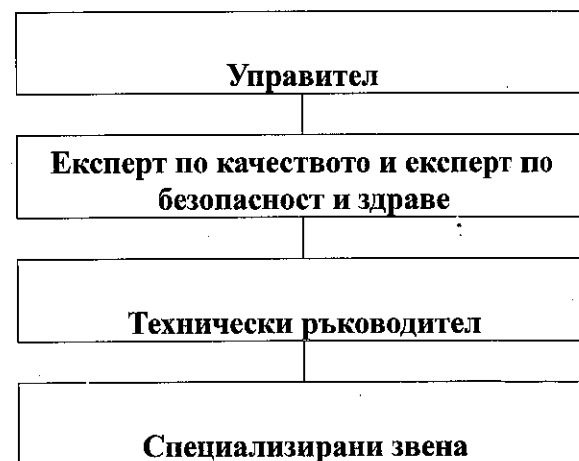 Управител
Експерт по качеството и експерт по
безопасност и здраве
Технически ръководител
Специализирани звена